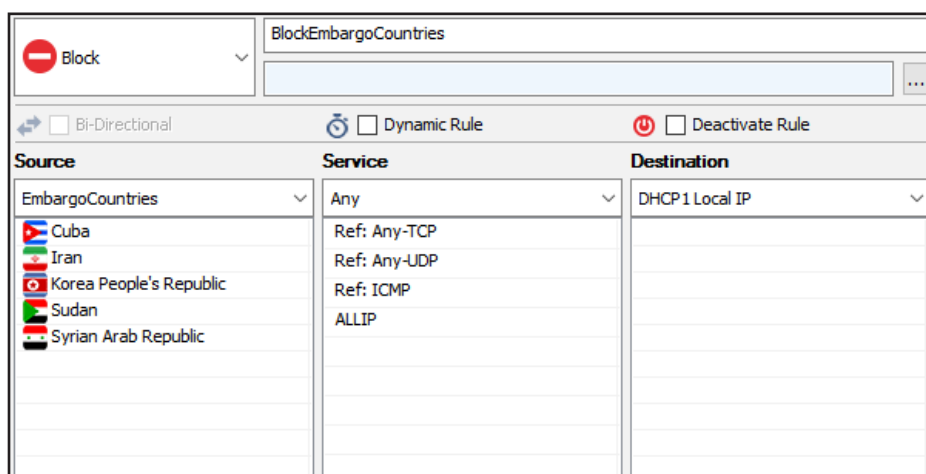 Block
BlockEmbargoCountries
...
Bi-Directional
Dynamic Rule
Deactivate Rule
Source
Service
Destination
EmbargoCountries
Any
DHCP1 Local IP
Cuba
Iran
Korea People's Republic
Sudan
Syrian Arab Republic
Ref: Any-TCP
Ref: Any-UDP
Ref: ICMP
ALLIP